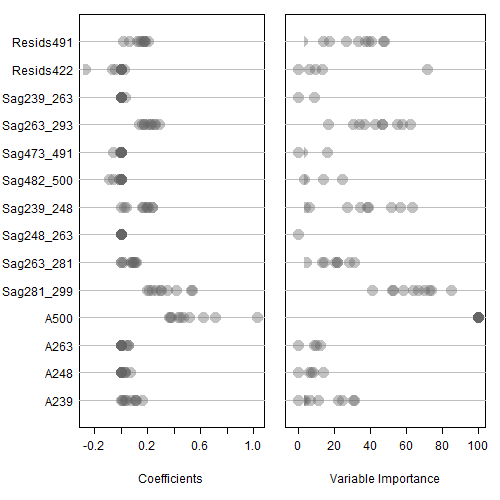 Resids491
Resids422
Sag239_263
Sag263_293
Sag473_491
Sag482_500
Sag239_248
Sag248_263
Sag263_281
Sag281_299
A500
A263
A248
A239
-0.2 0.2 0.6 1.0
0 20 40 60 80 100
Coefficients
Variable Importance